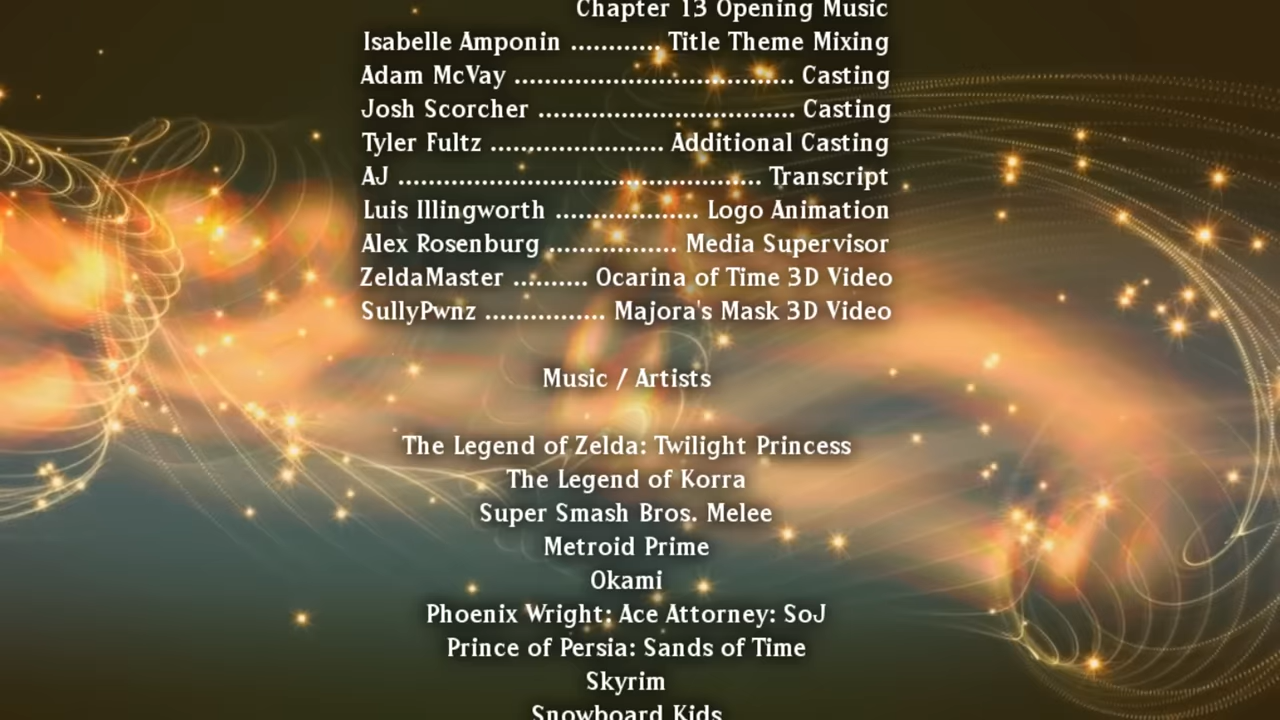 Chapter 13 Opening Music
Isabelle Amponin ............ Title Theme Mixing
Adam McVay ..................................... Casting
Josh Scorcher .................................. Casting
Tyler Fultz ....................... Additional Casting
AJ ................................................ Transcript
Luis Illingworth ................... Logo Animation
Alex Rosenburg ................. Media Supervisor
ZeldaMaster .......... Ocarina of Time 3D Video
SullyPwnz ................ Majora's Mask 3D Video
Music / Artists
The Legend of Zelda: Twilight Princess
The Legend of Korra
Super Smash Bros. Melee
Metroid Prime
Okami
Phoenix Wright: Ace Attorney: SoJ
Prince of Persia: Sands of Time
Skyrim
Snowboard Kids